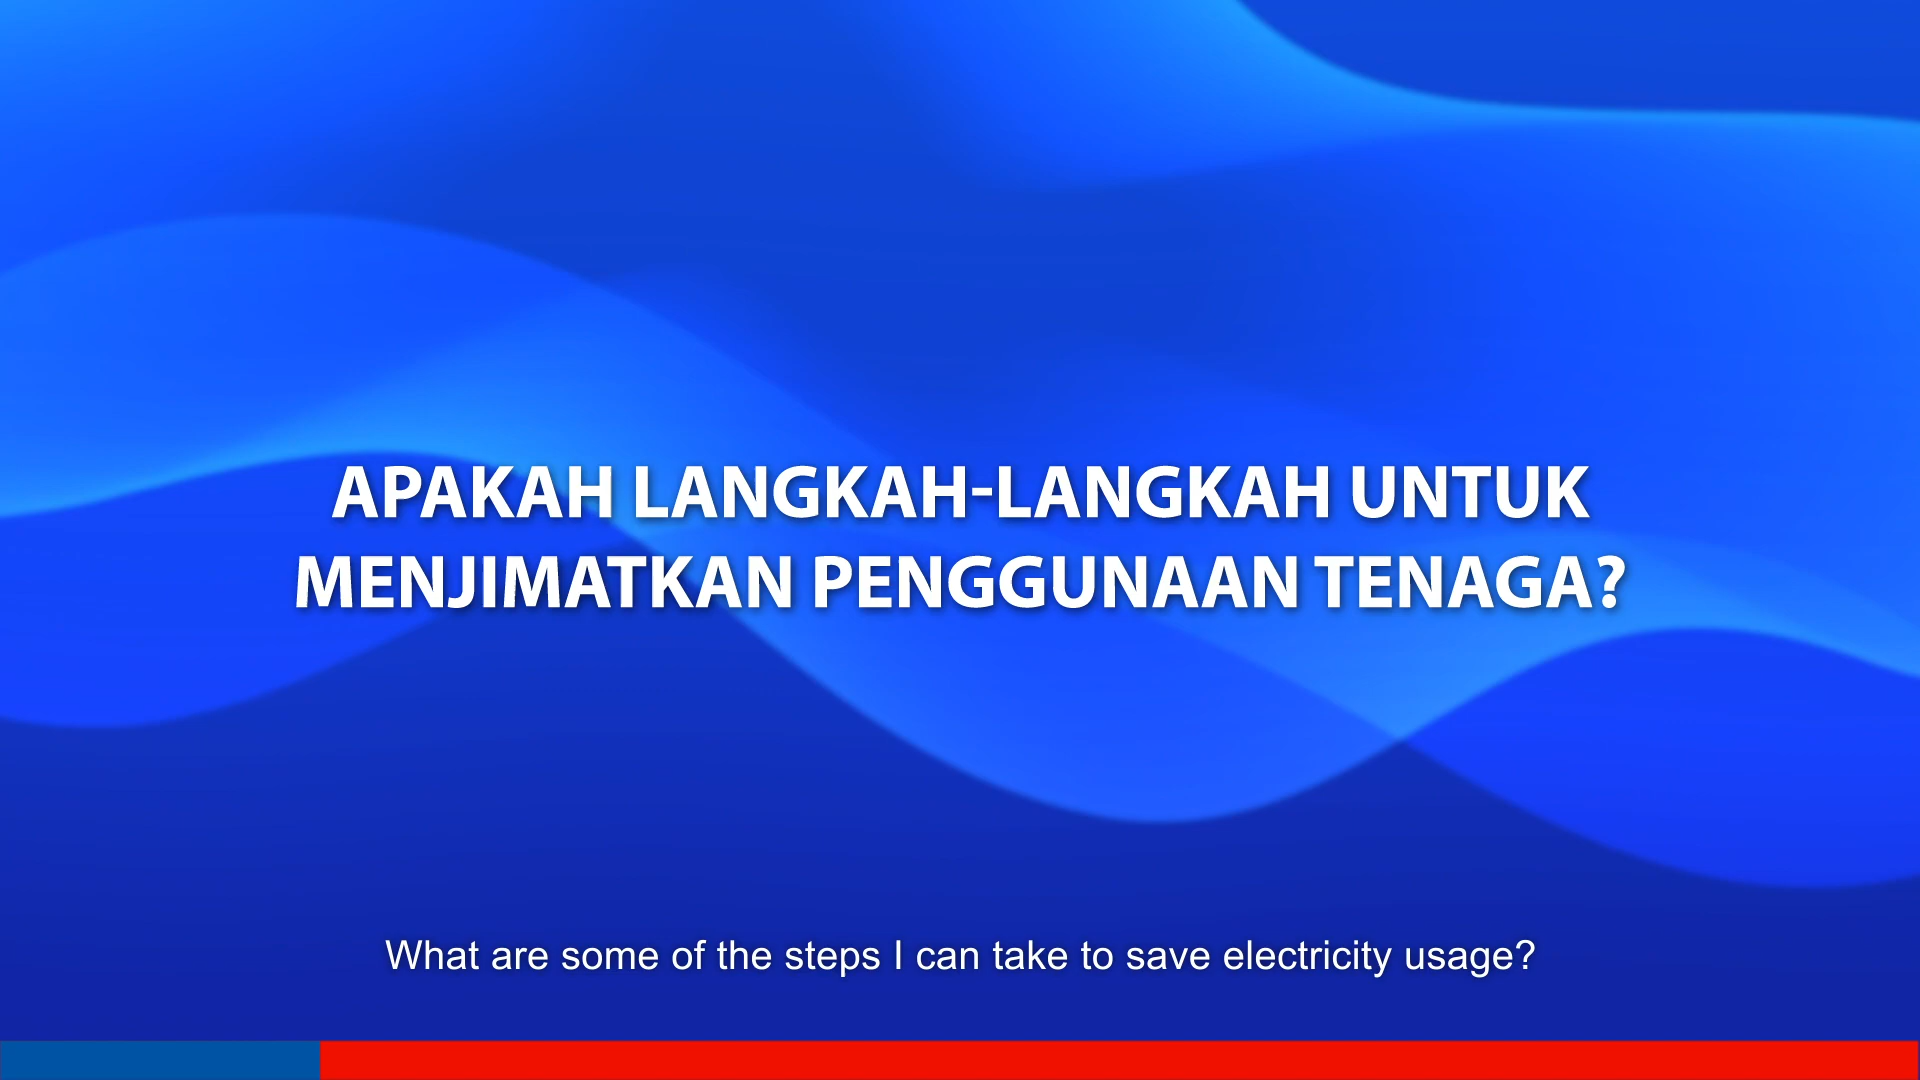 APAKAH LANGKAH-LANGKAH UNTUK
MENJIMATKAN PENGGUNAAN TENAGA?
What are some of the steps I can take to save electricity usage?